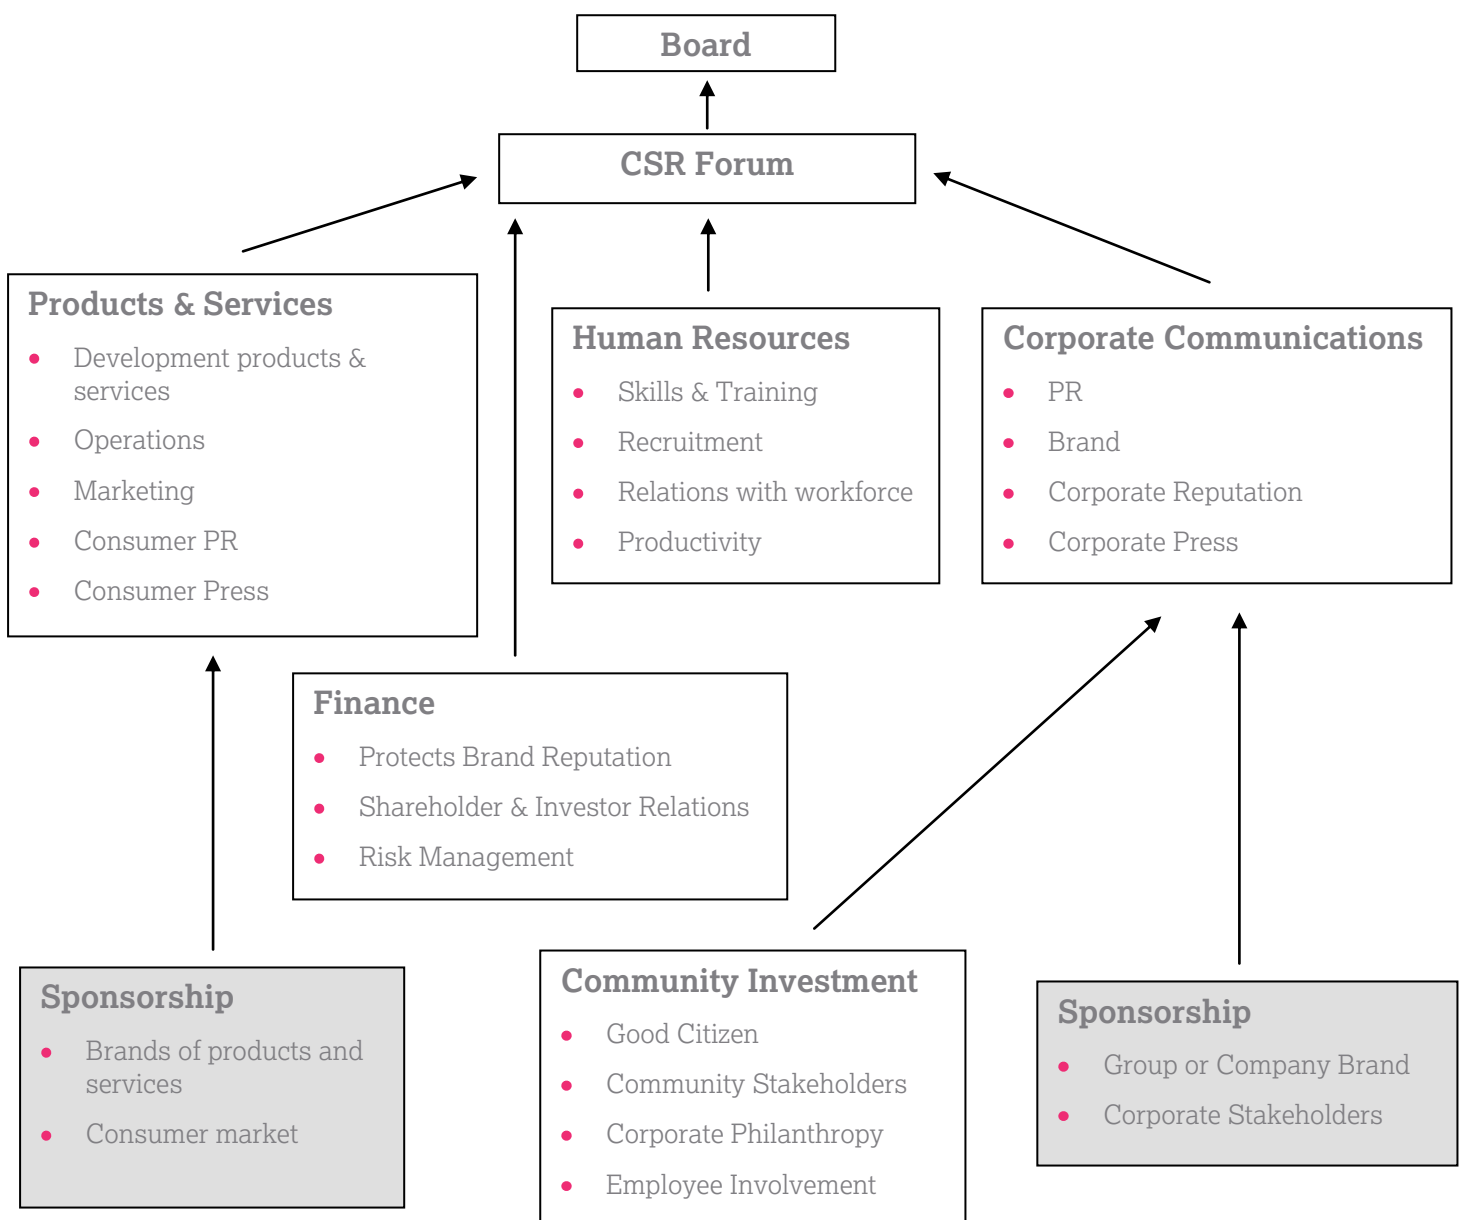 Board
CSR Forum
Products & Services
Development products &
services
Operations
Marketing
Consumer PR
Consumer Press
Human Resources
Skills & Training
Recruitment
Relations with workforce
Productivity
Corporate Communications
PR
Brand
Corporate Reputation
Corporate Press
Finance
Protects Brand Reputation
Shareholder & Investor Relations
Risk Management
Sponsorship
Brands of products and
services
Consumer market
Community Investment
Good Citizen
Community Stakeholders
Corporate Philanthropy
Employee Involvement
Sponsorship
Group or Company Brand
Corporate Stakeholders